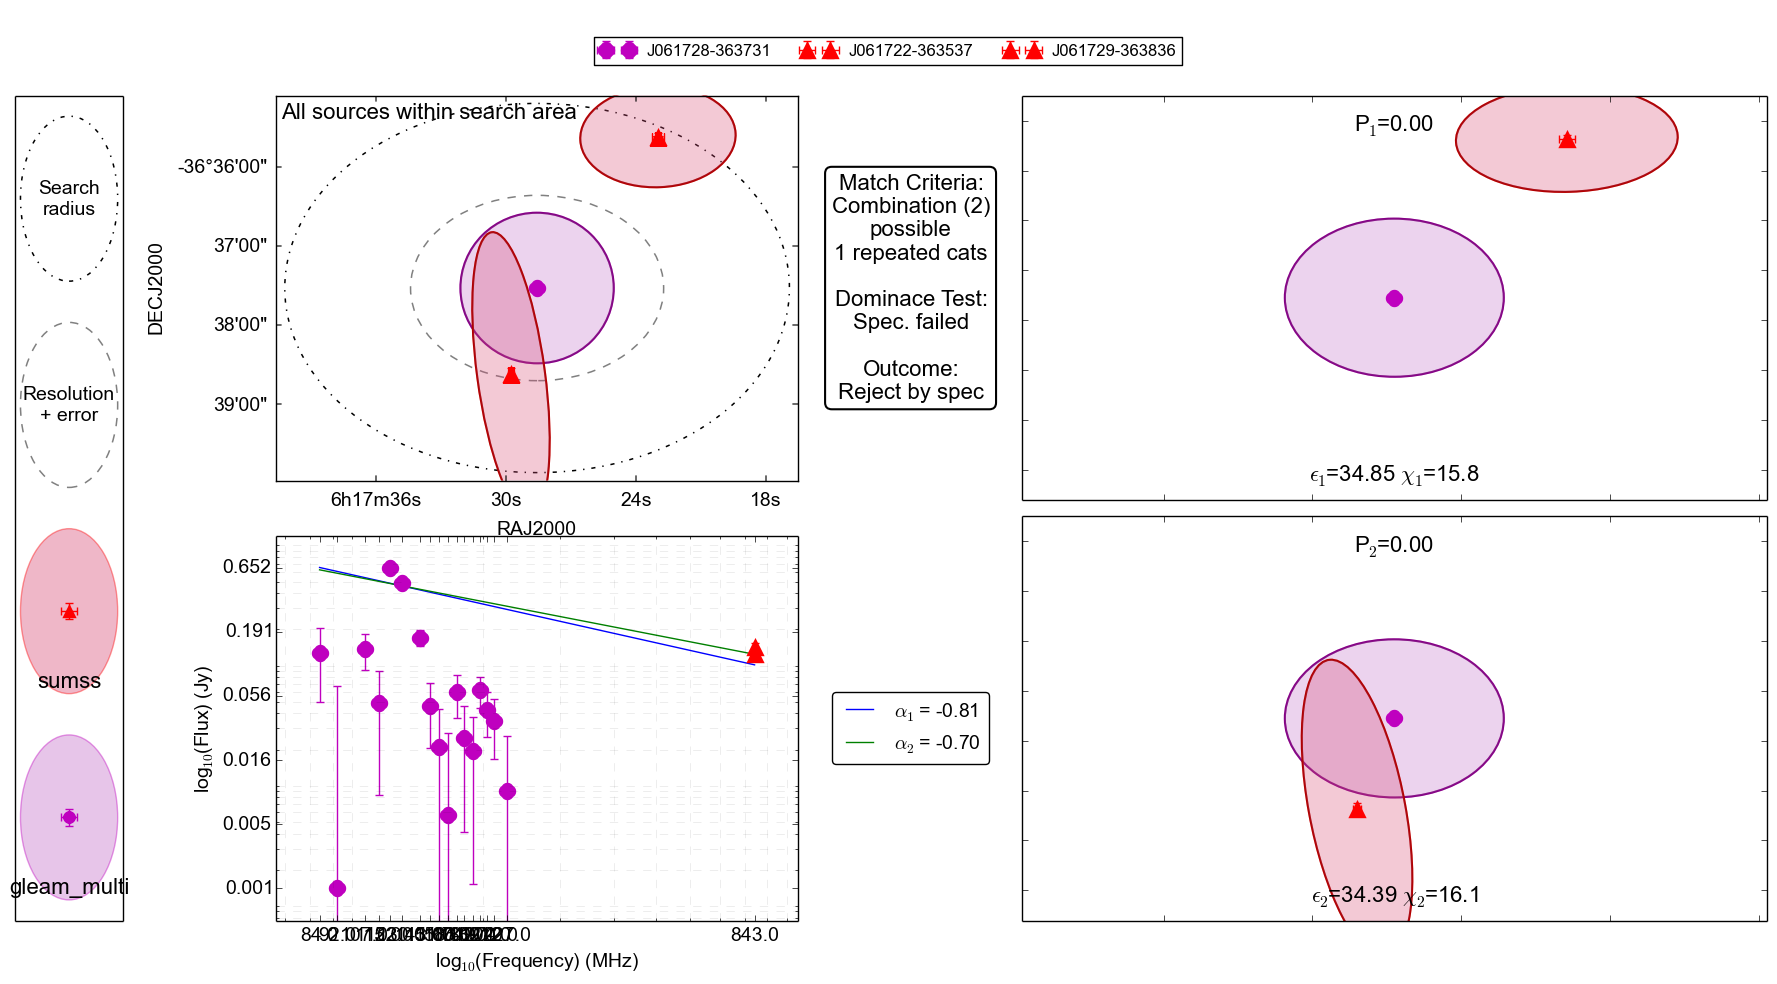 J061728-363731
J061722-363537
J061729-363836
Search
radius
Resolution
+ error
sumss
gleam_multi
All sources within search area
DECJ2000
-36°36'00"
37'00"
38'00"
39'00"
6h17m36s
30s
24s
18s
RAJ2000
Match Criteria:
Combination (2)
possible
1 repeated cats
Dominace Test:
Spec. failed
Outcome:
Reject by spec
P1=0.00
ϵ1=34.85 χ1=15.8
P2=0.00
ϵ2=34.39 χ2=16.1
log10(Flux) (Jy)
0.652
0.191
0.056
0.016
0.005
0.001
843.0
log10(Frequency) (MHz)
α1 = -0.81
α2 = -0.70